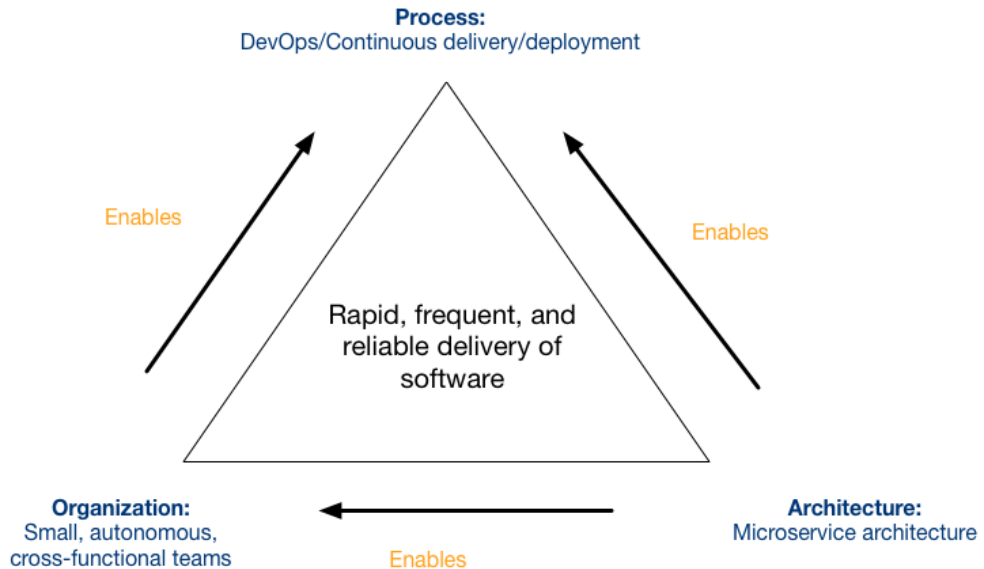 Process:
DevOps/Continuous delivery/deployment
Enables
Enables
Rapid, frequent, and
reliable delivery of
software
Organization:
Small, autonomous,
cross-functional teams
Enables
Architecture:
Microservice architecture